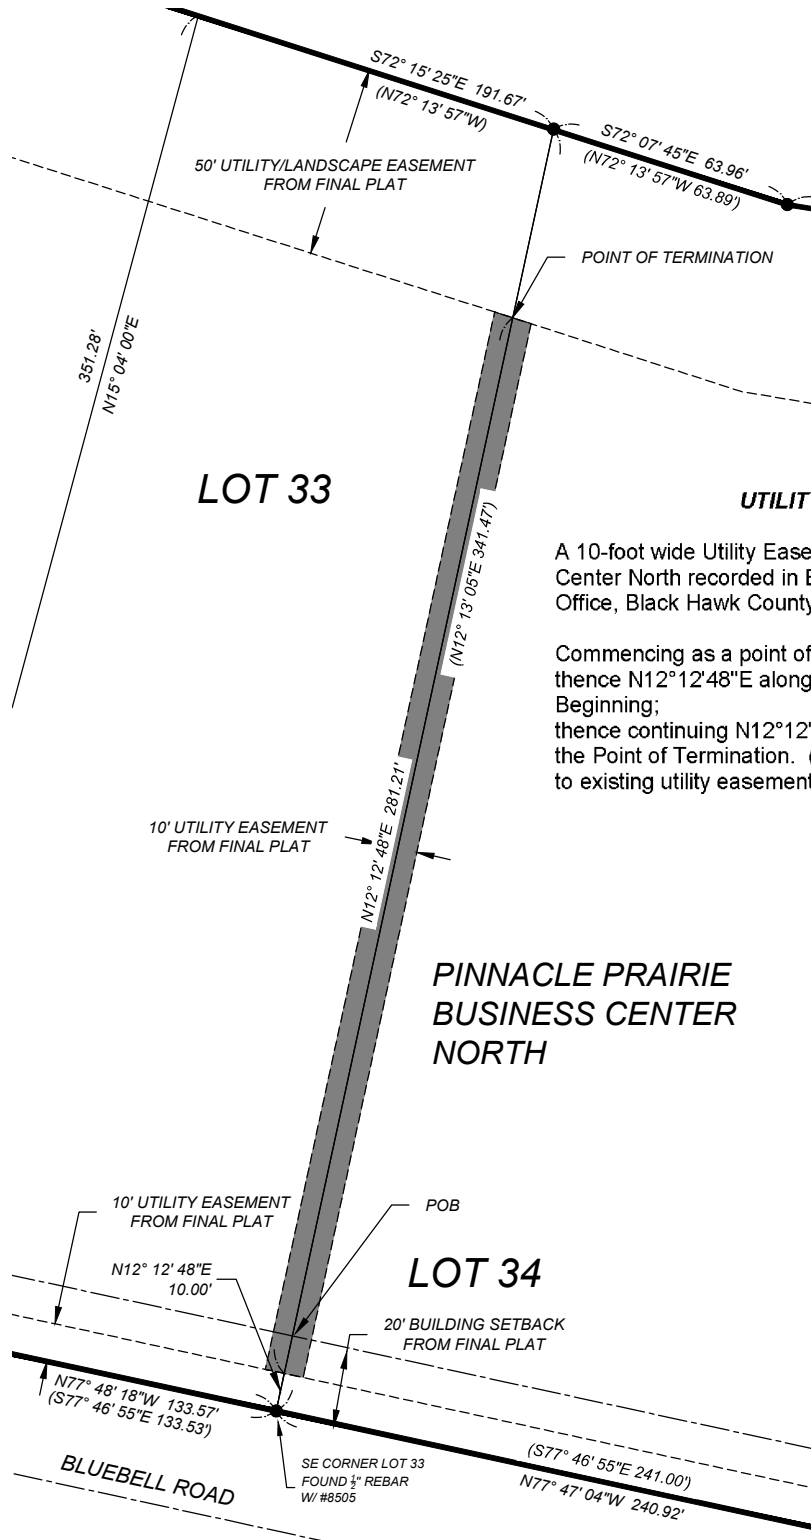 S72° 15' 25"E 191.67'
(N72° 13' 57"W)
S72° 07' 45"E 63.96'
(N72° 13' 57"W 63.89')
50' UTILITY/LANDSCAPE EASEMENT
FROM FINAL PLAT
POINT OF TERMINATION
351.28'
N15° 04' 00"E
LOT 33
(N12° 13' 05"E 341.47')
UTILIT
A 10-foot wide Utility Ease
Center North recorded in
Office, Black Hawk County
Commencing as a point of
thence N12°12'48"E along
Beginning;
thence continuing N12°12'
the Point of Termination. (
to existing utility easement
N12° 12' 48"E 281.21'
10' UTILITY EASEMENT
FROM FINAL PLAT
PINNACLE PRAIRIE
BUSINESS CENTER
NORTH
10' UTILITY EASEMENT
FROM FINAL PLAT
POB
N12° 12' 48"E
10.00'
LOT 34
20' BUILDING SETBACK
FROM FINAL PLAT
N77° 48' 18"W 133.57'
(S77° 46' 55"E 133.53')
BLUEBELL ROAD
SE CORNER LOT 33
FOUND ½" REBAR
W/ #8505
(S77° 46' 55"E 241.00')
N77° 47' 04"W 240.92'